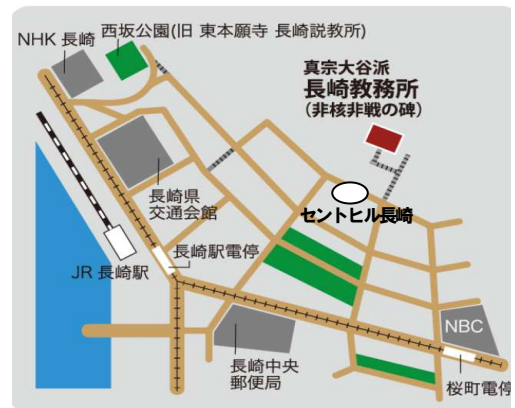 西坂公園(旧 東本願寺 長崎説教所)
NHK 長崎
真宗大谷派
長崎教務所
(非核非戦の碑)
長崎県
交通会館
セントヒル長崎
長崎駅電停
JR 長崎駅
NBC
長崎中央
郵便局
桜町電停